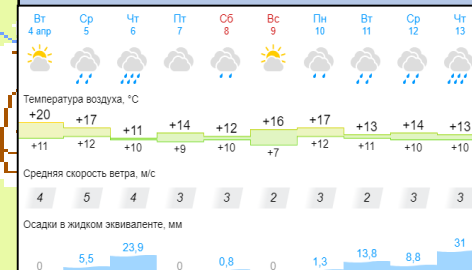 Вт Ср Чт Пт Сб Вс Пн Вт Ср Чт
4 апр 5 6 7 8 9 10 11 12 13
Температура воздуха, °C
+20 +17 +11 +14 +12 +16 +17 +13 +14 +13
+11 +12 +10 +9 +10 +7 +12 +11 +10 +10
Средняя скорость ветра, м/с
4 5 4 3 3 2 3 2 3 3
Осадки в жидком эквиваленте, мм
0 5,5 23,9 0 0,8 0 1,3 13,8 8,8 31